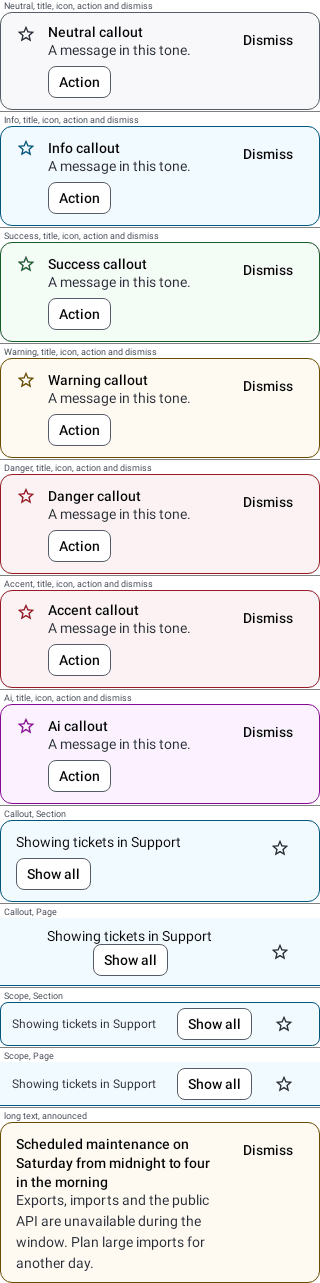 Neutral, title, icon, action and dismiss
Neutral callout
Dismiss
A message in this tone.
Action
Info, title, icon, action and dismiss
Info callout
Dismiss
A message in this tone.
Action
Success, title, icon, action and dismiss
Success callout
Dismiss
A message in this tone.
Action
Warning, title, icon, action and dismiss
Warning callout
Dismiss
A message in this tone.
Action
Danger, title, icon, action and dismiss
Danger callout
Dismiss
A message in this tone.
Action
Accent, title, icon, action and dismiss
Accent callout
Dismiss
A message in this tone.
Action
Ai, title, icon, action and dismiss
Ai callout
Dismiss
A message in this tone.
Action
Callout, Section
Showing tickets in Support
Show all
Callout, Page
Showing tickets in Support
Show all
Scope, Section
Showing tickets in Support
Show all
Scope, Page
Showing tickets in Support
Show all
long text, announced
Scheduled maintenance on
Dismiss
Saturday from midnight to four
in the morning
Exports, imports and the public
API are unavailable during the
window. Plan large imports for
another day.